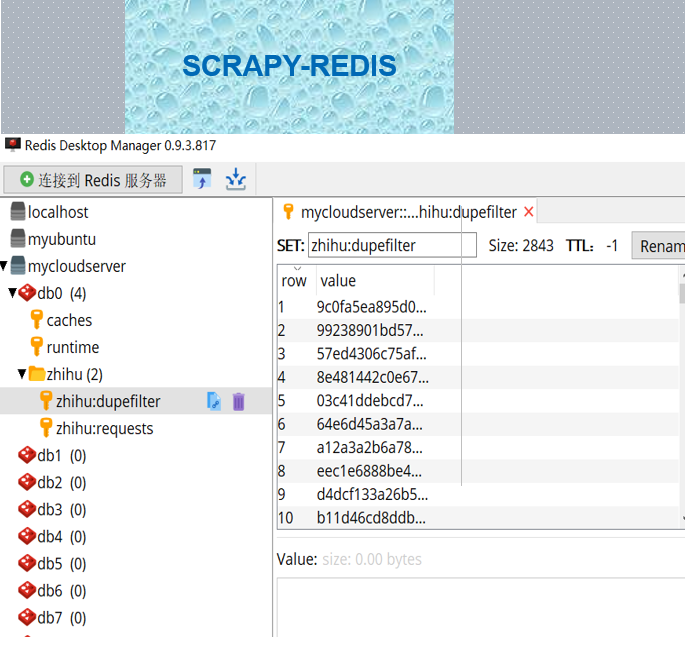 SCRAPY-REDIS
Redis Desktop Manager 0.9.3.817
连接到 Redis 服务器
localhost
myubuntu
mycloudserver
db0 (4)
caches
runtime
zhihu (2)
zhihu:dupefilter
zhihu:requests
db1 (0)
db2 (0)
db3 (0)
db4 (0)
db5 (0)
db6 (0)
db7 (0)
mycloudserver::...hihu:dupefilter
SET: zhihu:dupefilter Size: 2843 TTL: -1 Renam
row value
1 9c0fa5ea895d0...
2 99238901bd57...
3 57ed4306c75af...
4 8e481442c0e67...
5 03c41ddebcd7...
6 64e6d45a3a7a...
7 a12a3a2b6a78...
8 eec1e6888be4...
9 d4dcf133a26b5...
10 b11d46cd8ddb...
Value: size: 0.00 bytes